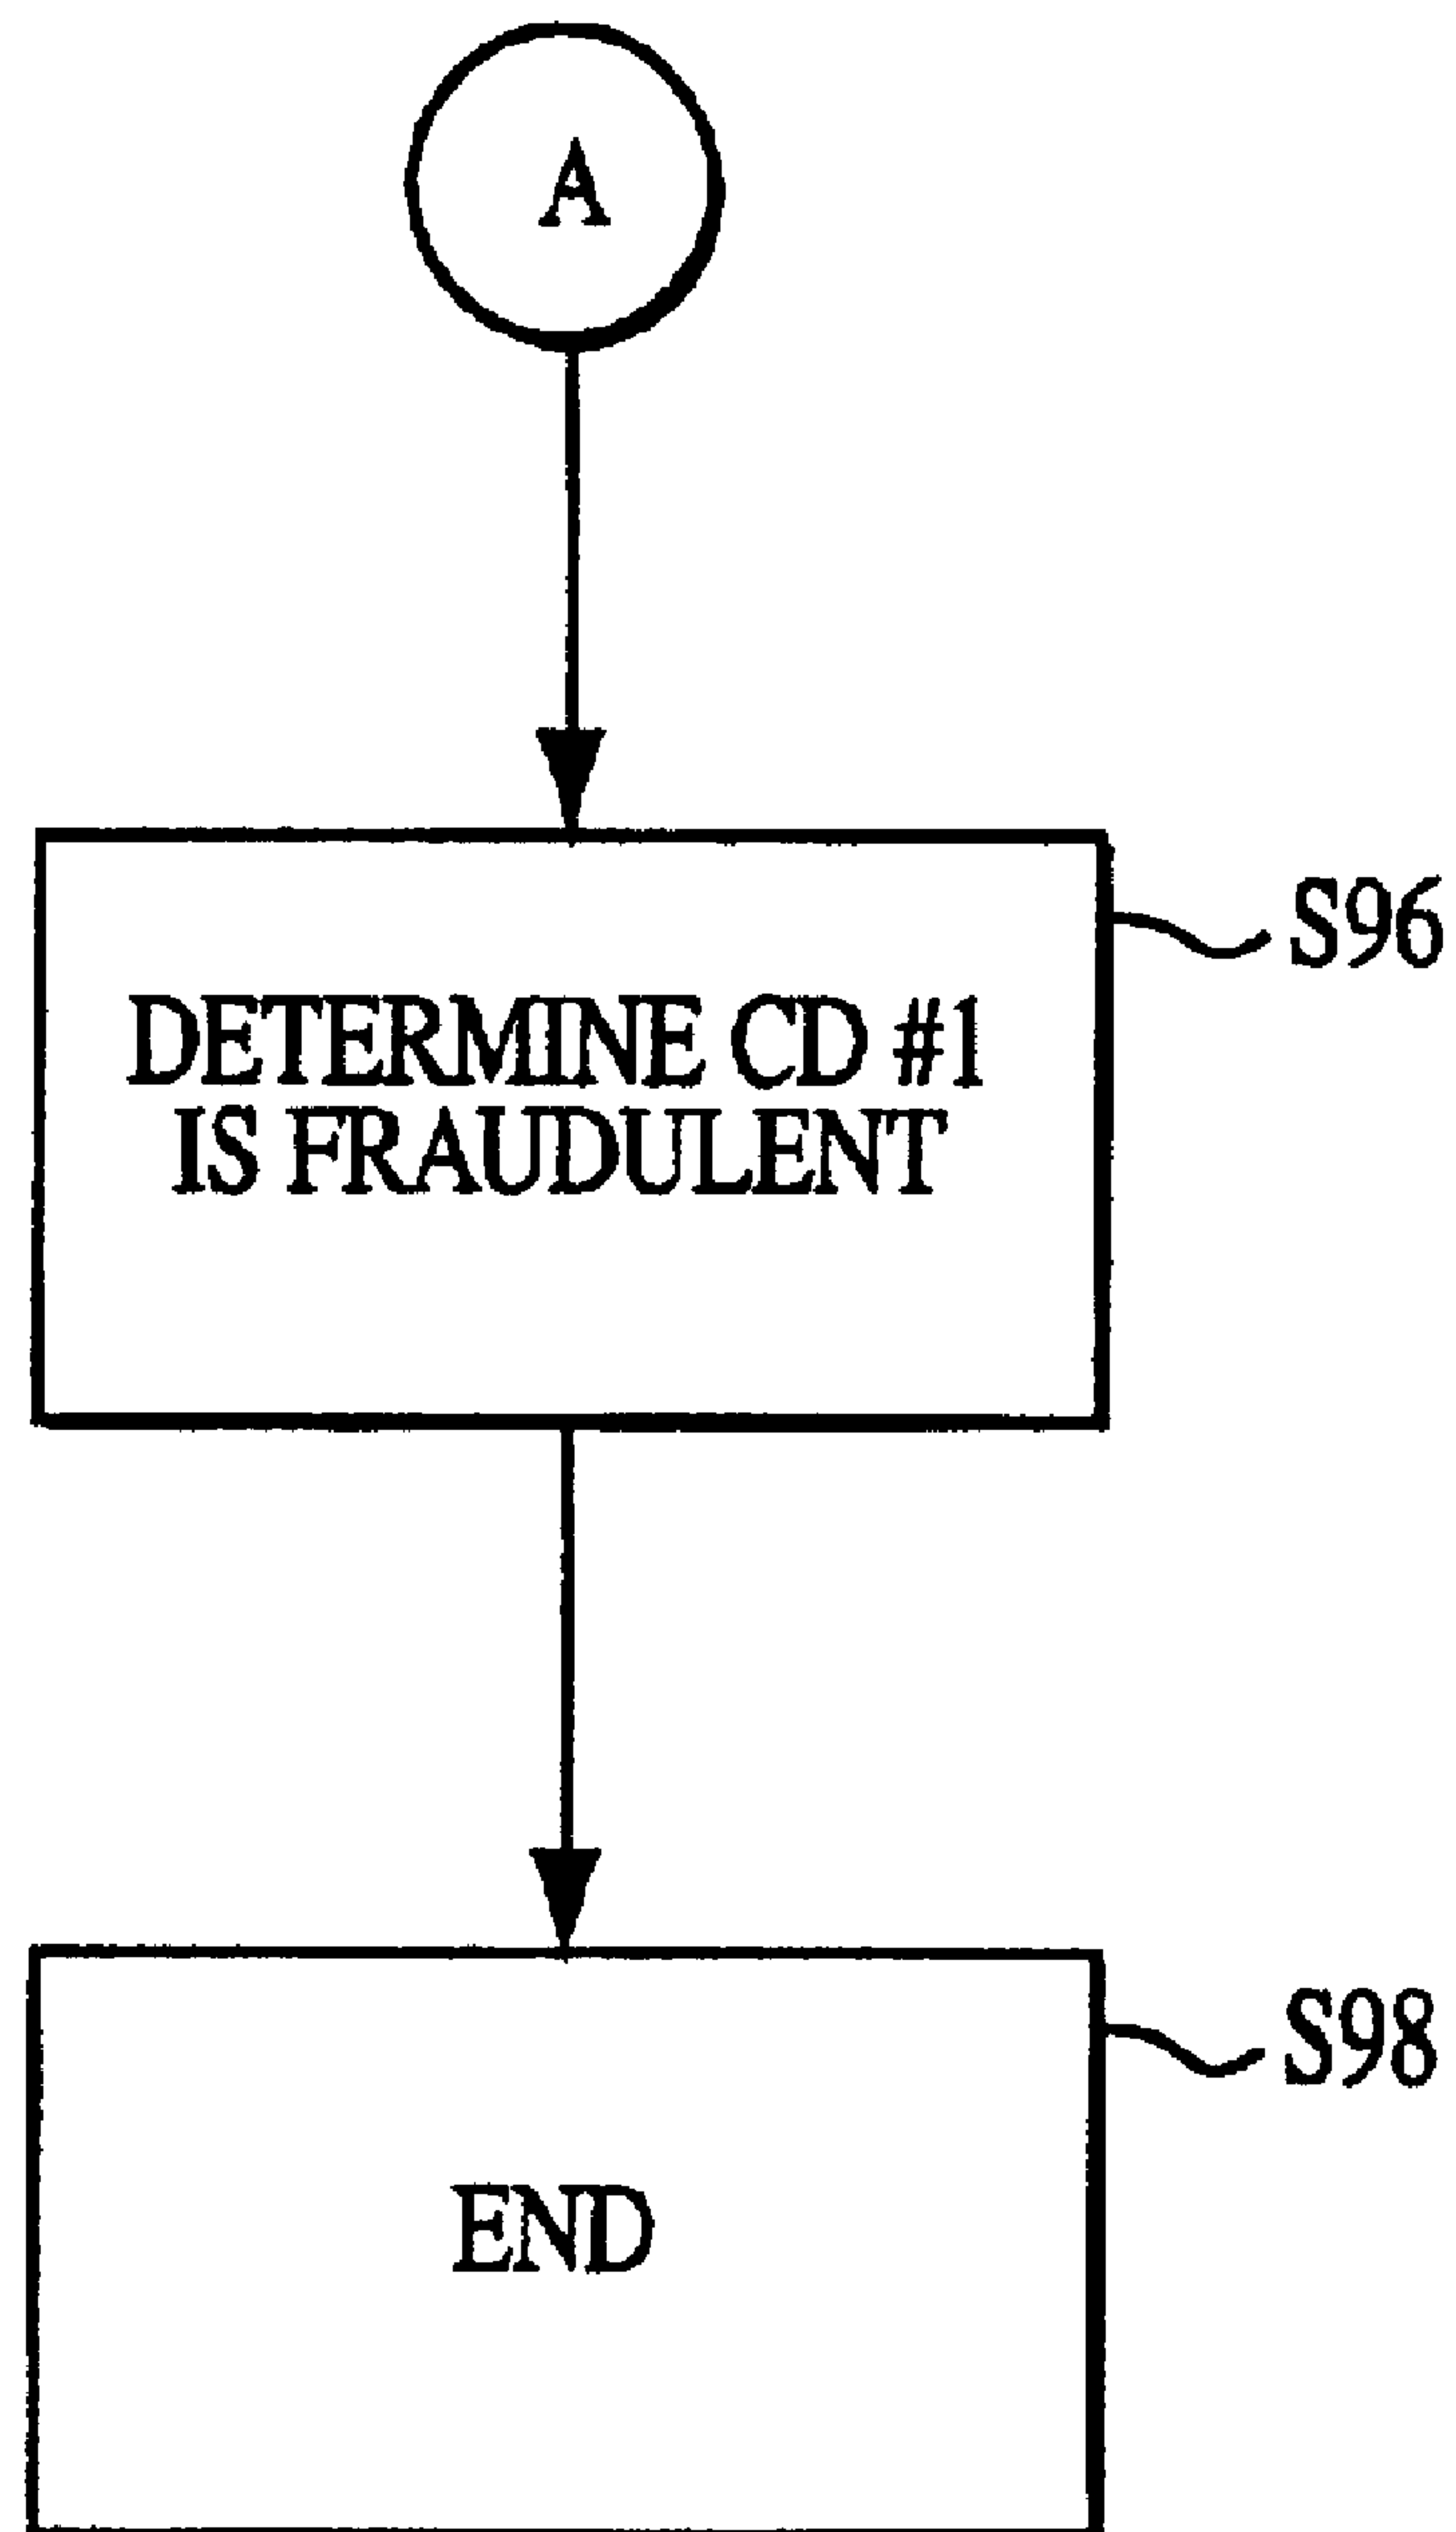 A
S96
DETERMINE CD #1
IS FRAUDULENT
S98
END